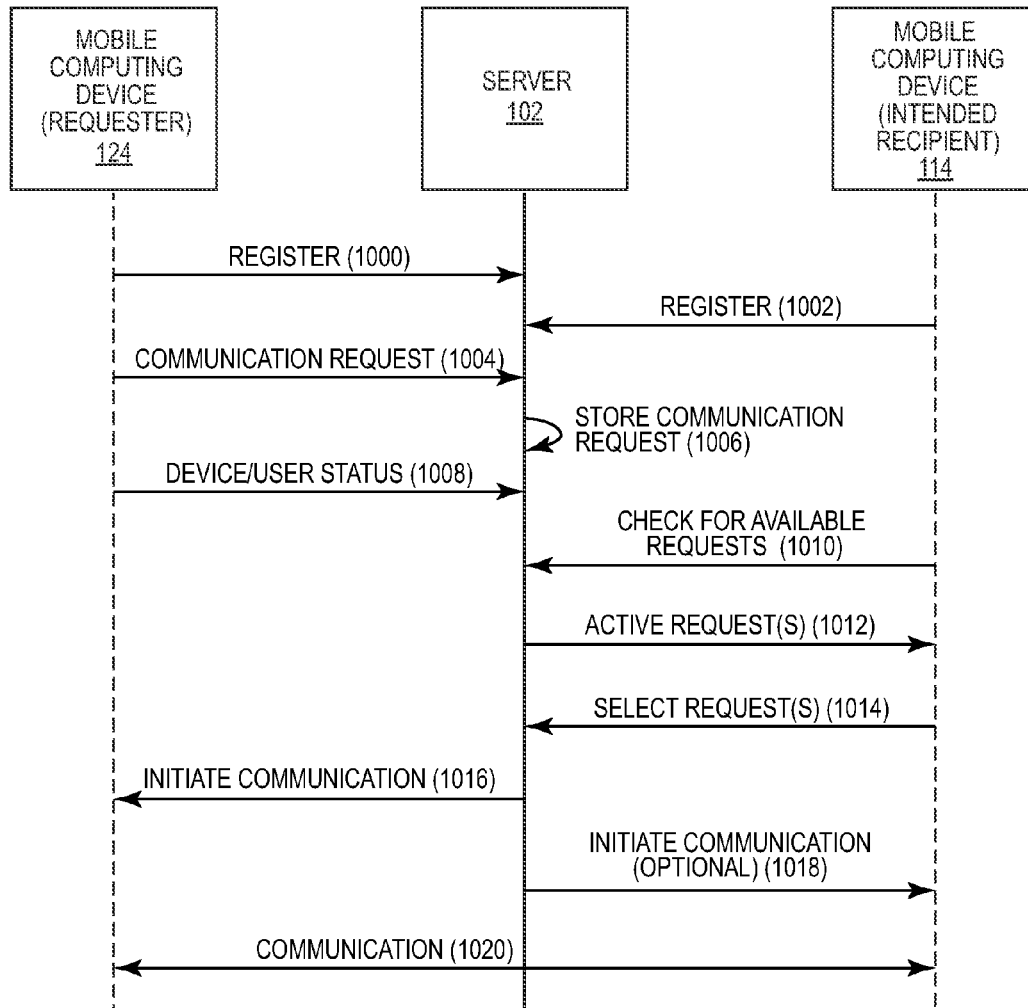 MOBILE
COMPUTING
DEVICE
(REQUESTER)
124
SERVER
102
MOBILE
COMPUTING
DEVICE
(INTENDED
RECIPIENT)
114
REGISTER (1000)
REGISTER (1002)
COMMUNICATION REQUEST (1004)
STORE COMMUNICATION
REQUEST (1006)
DEVICE/USER STATUS (1008)
CHECK FOR AVAILABLE
REQUESTS (1010)
ACTIVE REQUEST(S) (1012)
SELECT REQUEST(S) (1014)
INITIATE COMMUNICATION (1016)
INITIATE COMMUNICATION
(OPTIONAL) (1018)
COMMUNICATION (1020)